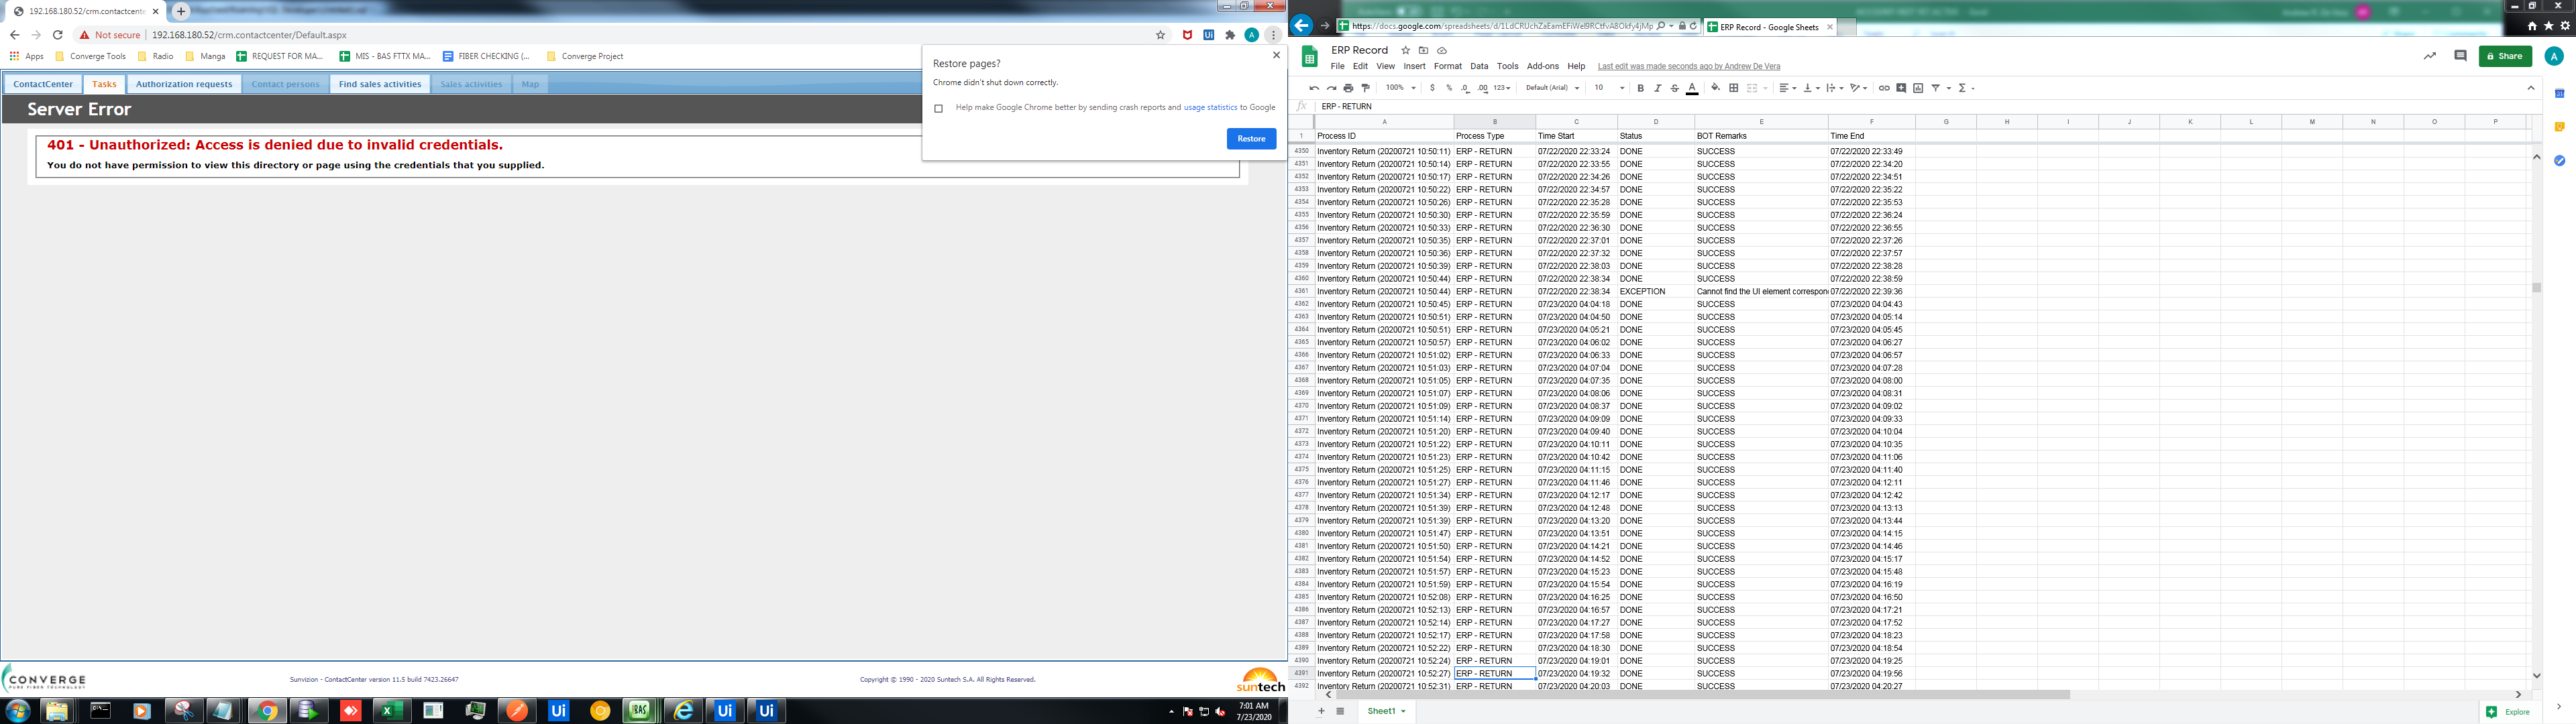 192.168.180.52/crm.contactcente
Not secure | 192.168.180.52/crm.contactcenter/Default.aspx
Apps Converge Tools Radio Manga REQUEST FOR MA... MIS - BAS FTTX MA... FIBER CHECKING (... Converge Project
ContactCenter Tasks Authorization requests Contact persons Find sales activities Sales activities Map
Server Error
401 - Unauthorized: Access is denied due to invalid credentials.
You do not have permission to view this directory or page using the credentials that you supplied.
Restore pages?
Chrome didn't shut down correctly.
Help make Google Chrome better by sending crash reports and usage statistics to Google
Restore
CONVERGE
PURE FIBER TECHNOLOGY
Sunvizion - ContactCenter version 11.5 build 7423.26647
Copyright © 1990 - 2020 Suntech S.A. All Rights Reserved.
suntech
7:01 AM
7/23/2020
ERP Record - Google Sheets
ERP Record
File Edit View Insert Format Data Tools Add-ons Help Last edit was made seconds ago by Andrew De Vera
Share
100% $ % .0 .00 123 Default (Arial) 10 B I S A
fx ERP - RETURN
A B C D E F G H I J K L M N O P
1 Process ID Process Type Time Start Status BOT Remarks Time End
4350 Inventory Return (20200721 10:50:11) ERP - RETURN 07/22/2020 22:33:24 DONE SUCCESS 07/22/2020 22:33:49
4351 Inventory Return (20200721 10:50:14) ERP - RETURN 07/22/2020 22:33:55 DONE SUCCESS 07/22/2020 22:34:20
4352 Inventory Return (20200721 10:50:17) ERP - RETURN 07/22/2020 22:34:26 DONE SUCCESS 07/22/2020 22:34:51
4353 Inventory Return (20200721 10:50:22) ERP - RETURN 07/22/2020 22:34:57 DONE SUCCESS 07/22/2020 22:35:22
4354 Inventory Return (20200721 10:50:26) ERP - RETURN 07/22/2020 22:35:28 DONE SUCCESS 07/22/2020 22:35:53
4355 Inventory Return (20200721 10:50:30) ERP - RETURN 07/22/2020 22:35:59 DONE SUCCESS 07/22/2020 22:36:24
4356 Inventory Return (20200721 10:50:33) ERP - RETURN 07/22/2020 22:36:30 DONE SUCCESS 07/22/2020 22:36:55
4357 Inventory Return (20200721 10:50:35) ERP - RETURN 07/22/2020 22:37:01 DONE SUCCESS 07/22/2020 22:37:26
4358 Inventory Return (20200721 10:50:36) ERP - RETURN 07/22/2020 22:37:32 DONE SUCCESS 07/22/2020 22:37:57
4359 Inventory Return (20200721 10:50:39) ERP - RETURN 07/22/2020 22:38:03 DONE SUCCESS 07/22/2020 22:38:28
4360 Inventory Return (20200721 10:50:44) ERP - RETURN 07/22/2020 22:38:34 DONE SUCCESS 07/22/2020 22:38:59
4361 Inventory Return (20200721 10:50:44) ERP - RETURN 07/22/2020 22:38:34 EXCEPTION Cannot find the UI element correspon 07/22/2020 22:39:36
4362 Inventory Return (20200721 10:50:45) ERP - RETURN 07/23/2020 04:04:18 DONE SUCCESS 07/23/2020 04:04:43
4363 Inventory Return (20200721 10:50:51) ERP - RETURN 07/23/2020 04:04:50 DONE SUCCESS 07/23/2020 04:05:14
4364 Inventory Return (20200721 10:50:51) ERP - RETURN 07/23/2020 04:05:21 DONE SUCCESS 07/23/2020 04:05:45
4365 Inventory Return (20200721 10:50:57) ERP - RETURN 07/23/2020 04:06:02 DONE SUCCESS 07/23/2020 04:06:27
4366 Inventory Return (20200721 10:51:02) ERP - RETURN 07/23/2020 04:06:33 DONE SUCCESS 07/23/2020 04:06:57
4367 Inventory Return (20200721 10:51:03) ERP - RETURN 07/23/2020 04:07:04 DONE SUCCESS 07/23/2020 04:07:28
4368 Inventory Return (20200721 10:51:05) ERP - RETURN 07/23/2020 04:07:35 DONE SUCCESS 07/23/2020 04:08:00
4369 Inventory Return (20200721 10:51:07) ERP - RETURN 07/23/2020 04:08:06 DONE SUCCESS 07/23/2020 04:08:31
4370 Inventory Return (20200721 10:51:09) ERP - RETURN 07/23/2020 04:08:37 DONE SUCCESS 07/23/2020 04:09:02
4371 Inventory Return (20200721 10:51:14) ERP - RETURN 07/23/2020 04:09:09 DONE SUCCESS 07/23/2020 04:09:33
4372 Inventory Return (20200721 10:51:20) ERP - RETURN 07/23/2020 04:09:40 DONE SUCCESS 07/23/2020 04:10:04
4373 Inventory Return (20200721 10:51:22) ERP - RETURN 07/23/2020 04:10:11 DONE SUCCESS 07/23/2020 04:10:35
4374 Inventory Return (20200721 10:51:23) ERP - RETURN 07/23/2020 04:10:42 DONE SUCCESS 07/23/2020 04:11:06
4375 Inventory Return (20200721 10:51:25) ERP - RETURN 07/23/2020 04:11:15 DONE SUCCESS 07/23/2020 04:11:40
4376 Inventory Return (20200721 10:51:27) ERP - RETURN 07/23/2020 04:11:46 DONE SUCCESS 07/23/2020 04:12:11
4377 Inventory Return (20200721 10:51:34) ERP - RETURN 07/23/2020 04:12:17 DONE SUCCESS 07/23/2020 04:12:42
4378 Inventory Return (20200721 10:51:39) ERP - RETURN 07/23/2020 04:12:48 DONE SUCCESS 07/23/2020 04:13:13
4379 Inventory Return (20200721 10:51:39) ERP - RETURN 07/23/2020 04:13:20 DONE SUCCESS 07/23/2020 04:13:44
4380 Inventory Return (20200721 10:51:47) ERP - RETURN 07/23/2020 04:13:51 DONE SUCCESS 07/23/2020 04:14:15
4381 Inventory Return (20200721 10:51:50) ERP - RETURN 07/23/2020 04:14:21 DONE SUCCESS 07/23/2020 04:14:46
4382 Inventory Return (20200721 10:51:54) ERP - RETURN 07/23/2020 04:14:52 DONE SUCCESS 07/23/2020 04:15:17
4383 Inventory Return (20200721 10:51:57) ERP - RETURN 07/23/2020 04:15:23 DONE SUCCESS 07/23/2020 04:15:48
4384 Inventory Return (20200721 10:51:59) ERP - RETURN 07/23/2020 04:15:54 DONE SUCCESS 07/23/2020 04:16:19
4385 Inventory Return (20200721 10:52:08) ERP - RETURN 07/23/2020 04:16:25 DONE SUCCESS 07/23/2020 04:16:50
4386 Inventory Return (20200721 10:52:13) ERP - RETURN 07/23/2020 04:16:57 DONE SUCCESS 07/23/2020 04:17:21
4387 Inventory Return (20200721 10:52:14) ERP - RETURN 07/23/2020 04:17:27 DONE SUCCESS 07/23/2020 04:17:52
4388 Inventory Return (20200721 10:52:17) ERP - RETURN 07/23/2020 04:17:58 DONE SUCCESS 07/23/2020 04:18:23
4389 Inventory Return (20200721 10:52:22) ERP - RETURN 07/23/2020 04:18:30 DONE SUCCESS 07/23/2020 04:18:54
4390 Inventory Return (20200721 10:52:24) ERP - RETURN 07/23/2020 04:19:01 DONE SUCCESS 07/23/2020 04:19:25
4391 Inventory Return (20200721 10:52:27) ERP - RETURN 07/23/2020 04:19:32 DONE SUCCESS 07/23/2020 04:19:56
4392 Inventory Return (20200721 10:52:31) ERP - RETURN 07/23/2020 04:20:03 DONE SUCCESS 07/23/2020 04:20:27
Sheet1
Explore